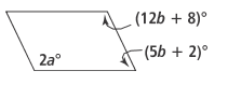 (12b + 8)°
(5b + 2)°
2a°